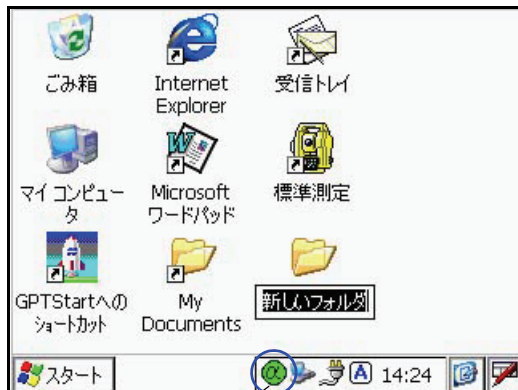 ごみ箱
Internet
Explorer
受信トレイ
マイ コンピュー
タ
Microsoft
ワードパッド
標準測定
GPTStartへの
ショートカット
My
Documents
新しいフォルダ
スタート
α
A
14:24